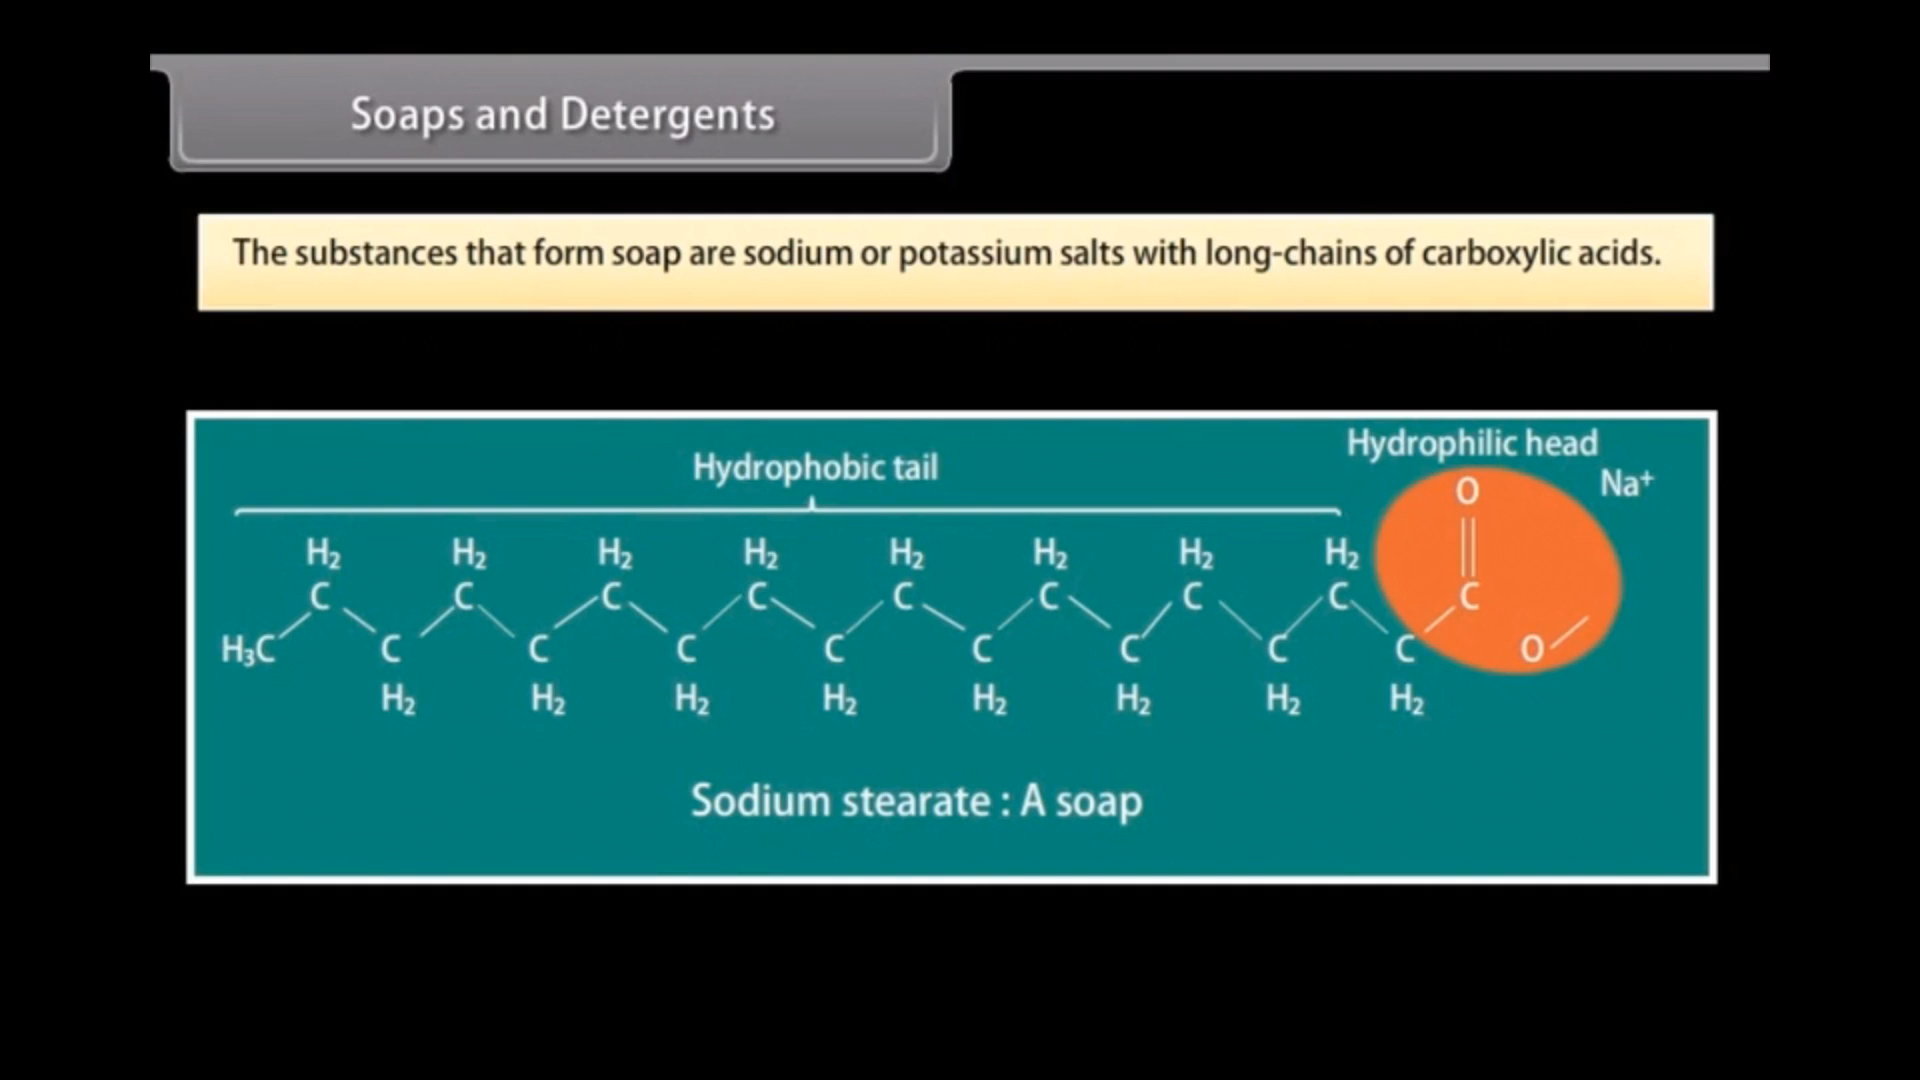 Soaps and Detergents
The substances that form soap are sodium or potassium salts with long-chains of carboxylic acids.
Hydrophilic head
Hydrophobic tail
Na⁺
O
H₂ H₂ H₂ H₂ H₂ H₂ H₂ H₂
C C C C C C C C C
H₃C C C C C C C C C O
H₂ H₂ H₂ H₂ H₂ H₂ H₂ H₂
Sodium stearate : A soap